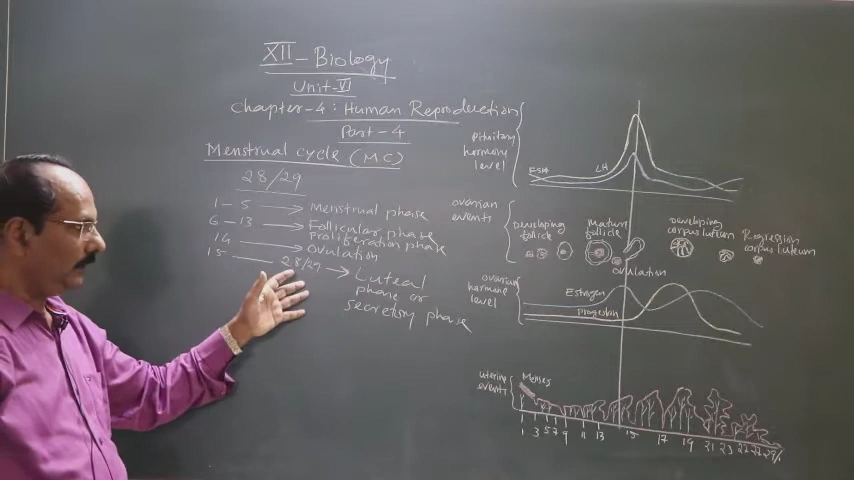 XII - Biology
Unit-VI
Chapter-4: Human Reproduction
Part-4
Menstrual cycle (MC)
28/29
1-5 → Menstrual phase
6-13 → Follicular phase
Proliferation phase
14 → Ovulation
15 — 28/29 → Luteal
phase or
secretory phase
Pituitary
hormone
level
FSH
LH
ovarian
events
Developing
follicle
mature
follicle
ovulation
Developing
corpus luteum
Regression
corpus luteum
ovarian
hormone
level
Estrogen
uterine
events
Menses
1 3 5 7 9 11 13 15 17 19 21 23